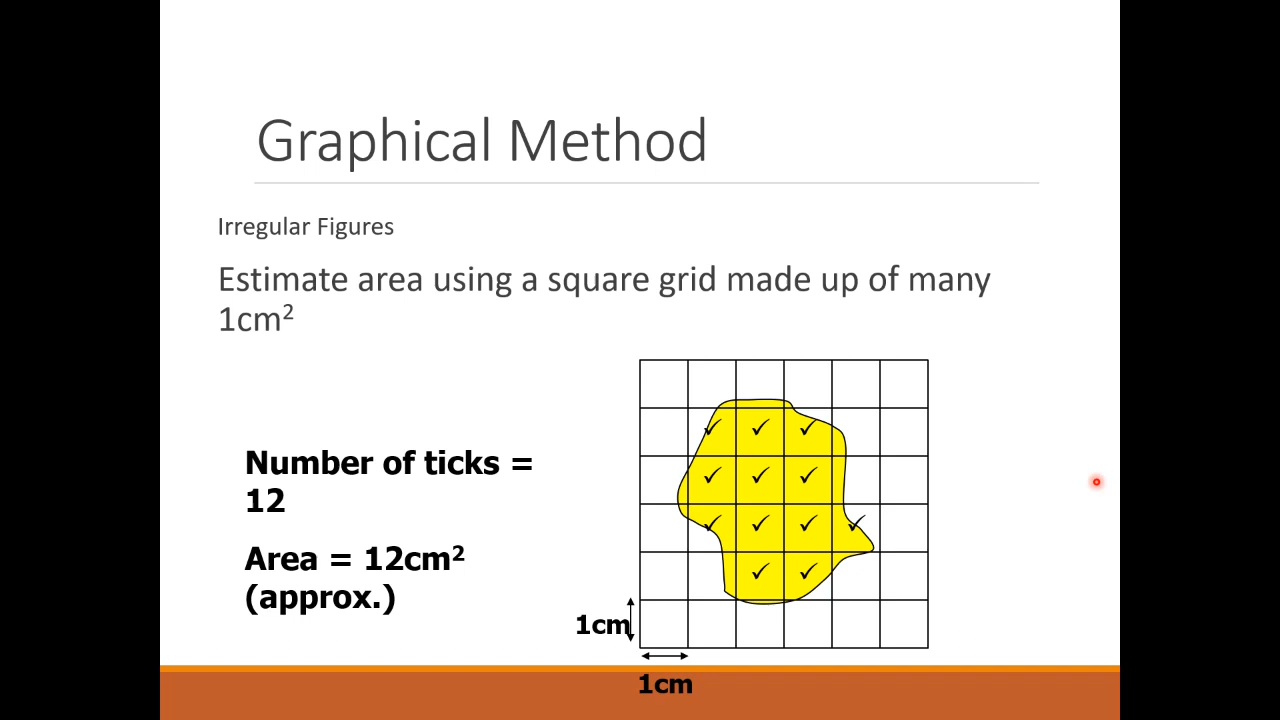 Graphical Method
Irregular Figures
Estimate area using a square grid made up of many
1cm²
Number of ticks =
12
Area = 12cm²
(approx.)
1cm
1cm